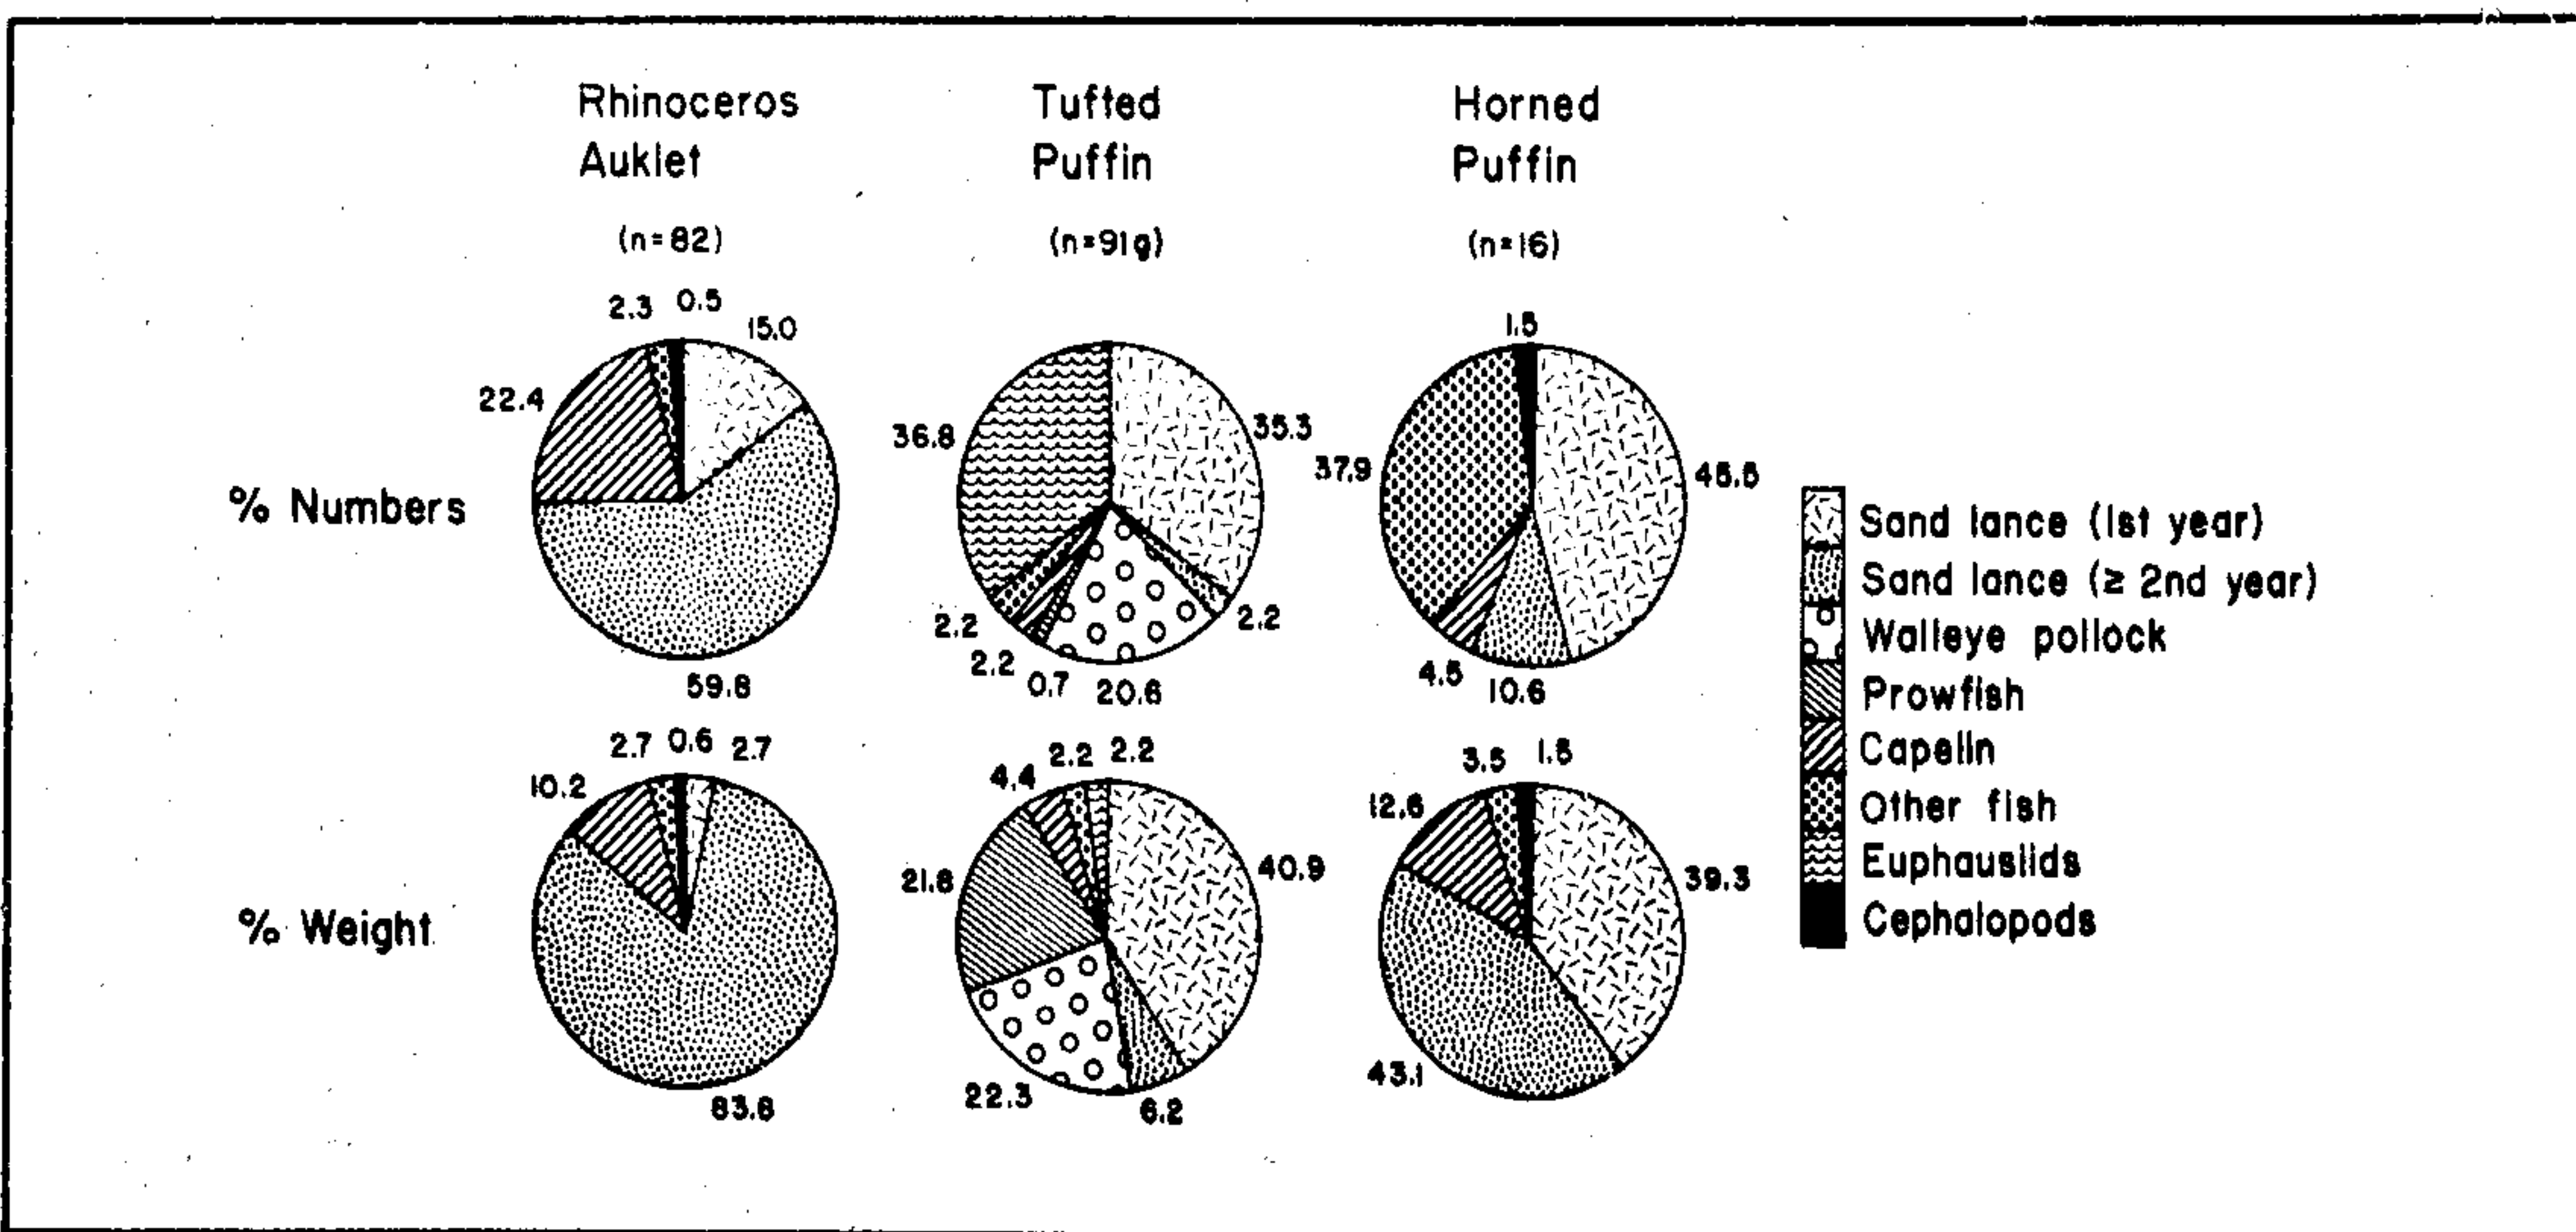 Rhinoceros Auklet
(n=82)
Tufted Puffin
(n=91g)
Horned Puffin
(n=16)
% Numbers
2.3 0.5
15.0
22.4
59.8
36.8
35.3
2.2
2.2
0.7
20.6
2.2
1.5
37.9
45.5
4.5
10.6
% Weight
2.7 0.6 2.7
10.2
83.8
4.4
2.2 2.2
21.8
40.9
22.3
6.2
3.5
1.5
12.6
39.3
43.1
Sand lance (1st year)
Sand lance (≥ 2nd year)
Walleye pollock
Prowfish
Capelin
Other fish
Euphausiids
Cephalopods